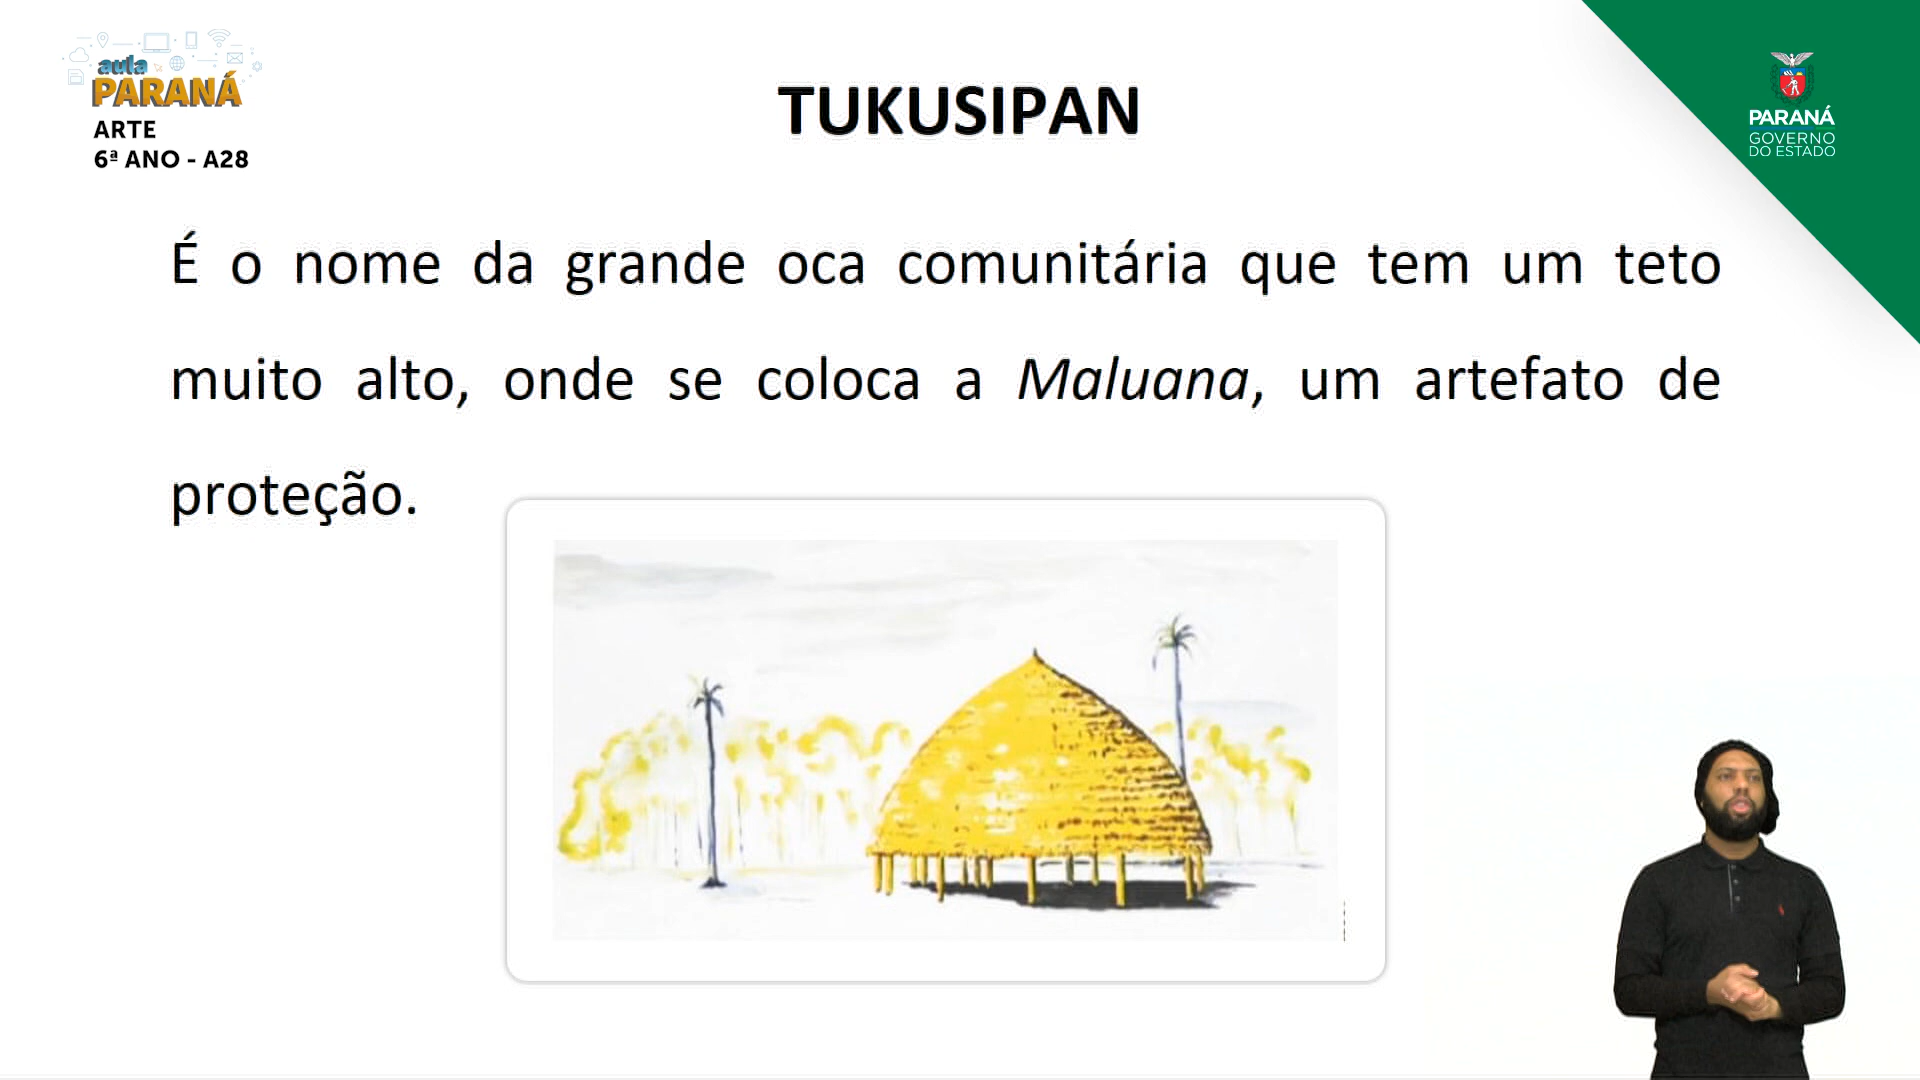 aula
PARANÁ
ARTE
6ª ANO - A28
TUKUSIPAN
PARANÁ
GOVERNO
DO ESTADO
É o nome da grande oca comunitária que tem um teto
muito alto, onde se coloca a Maluana, um artefato de
proteção.